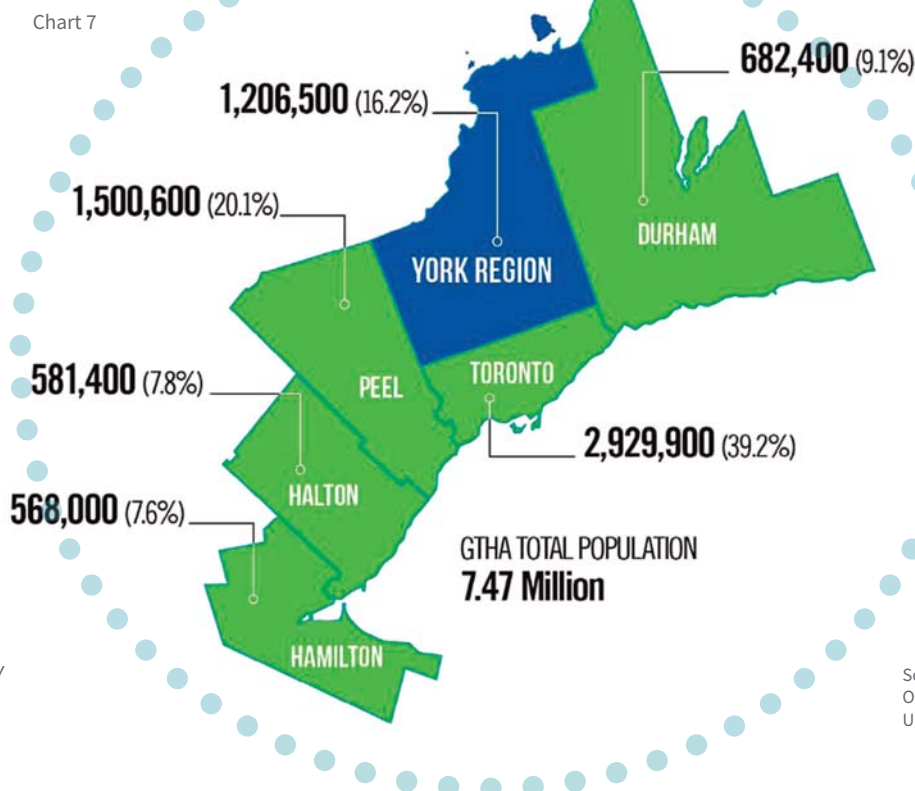 Chart 7
682,400 (9.1%)
1,206,500 (16.2%)
1,500,600 (20.1%)
DURHAM
YORK REGION
581,400 (7.8%)
PEEL
TORONTO
2,929,900 (39.2%)
HALTON
568,000 (7.6%)
GTHA TOTAL POPULATION
7.47 Million
HAMILTON